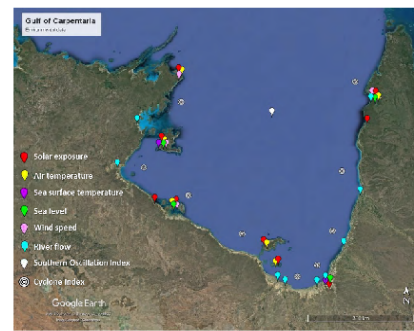 Gulf of Carpentaria
Solar exposure
Air temperature
Sea surface temperature
Sea level
Wind speed
River flow
Southern Oscillation Index
Cyclone Index
Google Earth
N